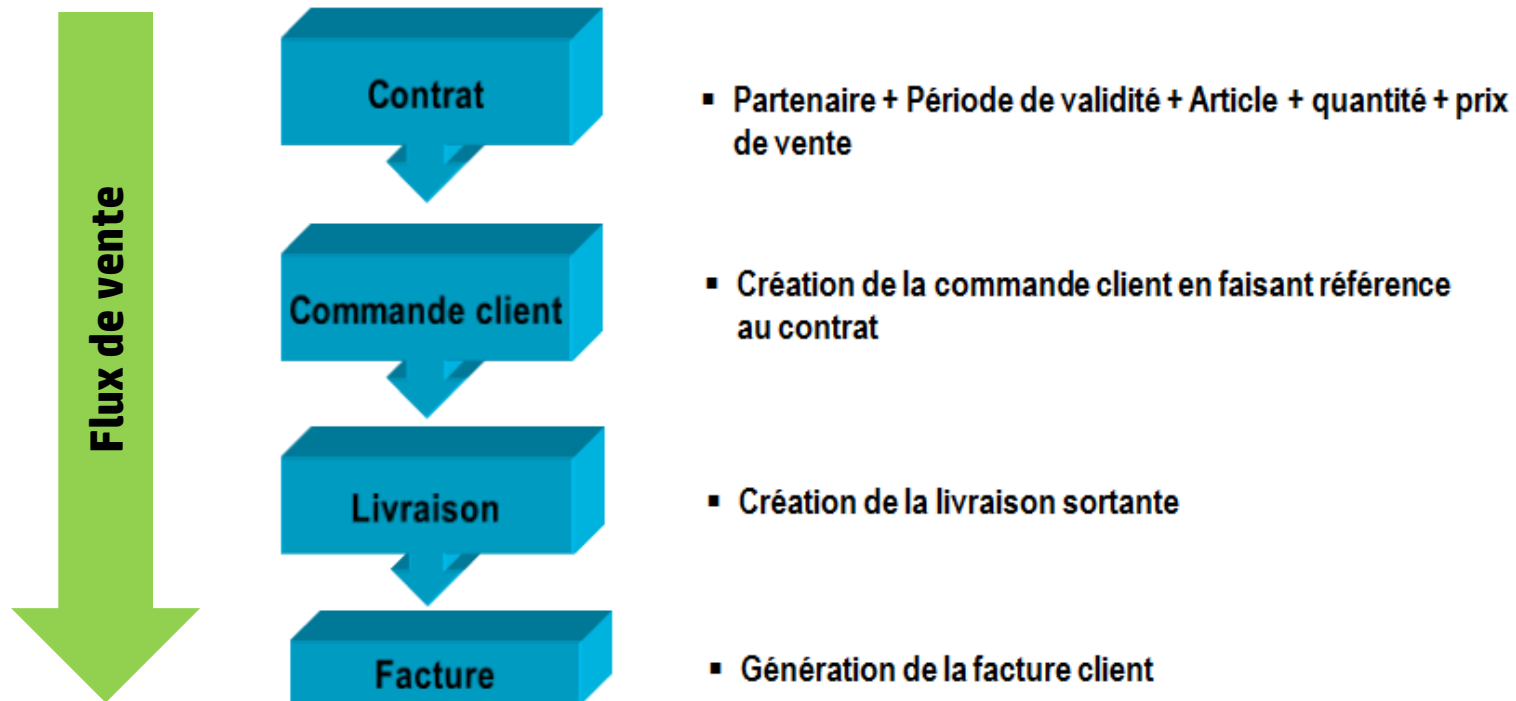 Flux de vente
Contrat
▪ Partenaire + Période de validité + Article + quantité + prix
de vente
Commande client
▪ Création de la commande client en faisant référence
au contrat
Livraison
▪ Création de la livraison sortante
Facture
▪ Génération de la facture client